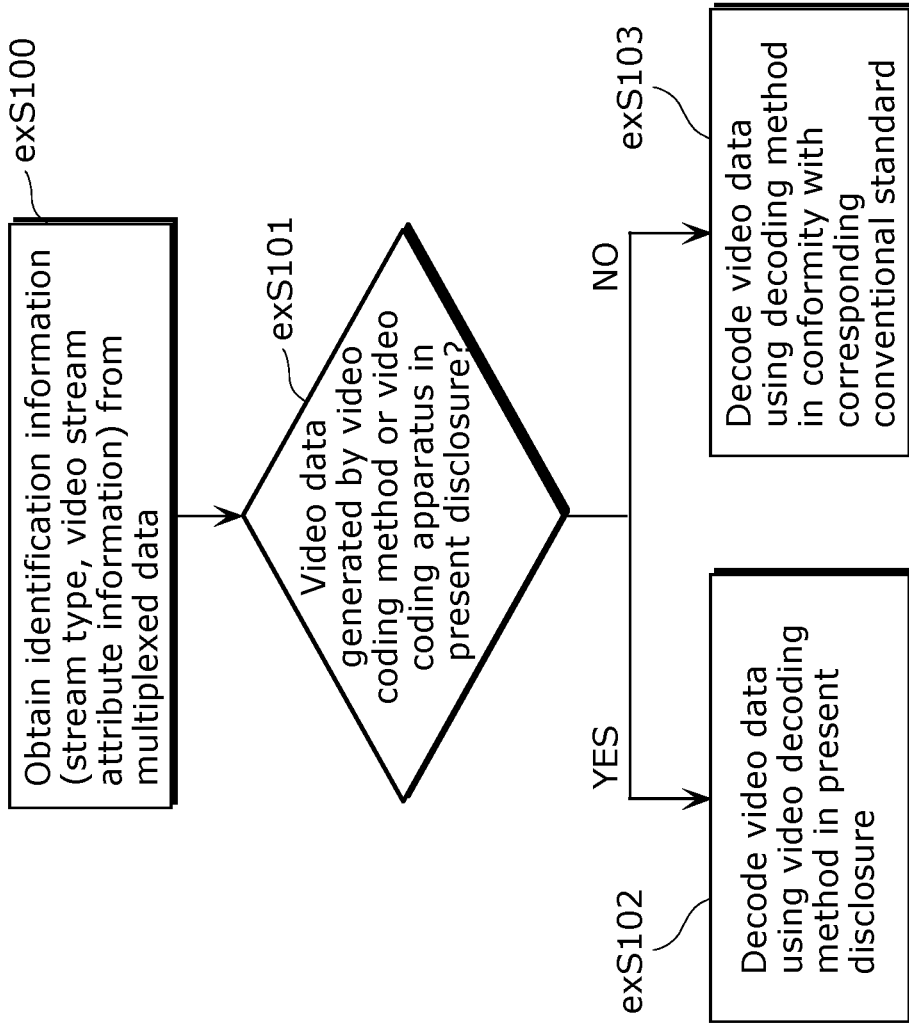 exS100
Obtain identification information
(stream type, video stream
attribute information) from
multiplexed data
exS101
Video data
generated by video
coding method or video
coding apparatus in
present disclosure?
YES
NO
exS102
Decode video data
using video decoding
method in present
disclosure
exS103
Decode video data
using decoding method
in conformity with
corresponding
conventional standard